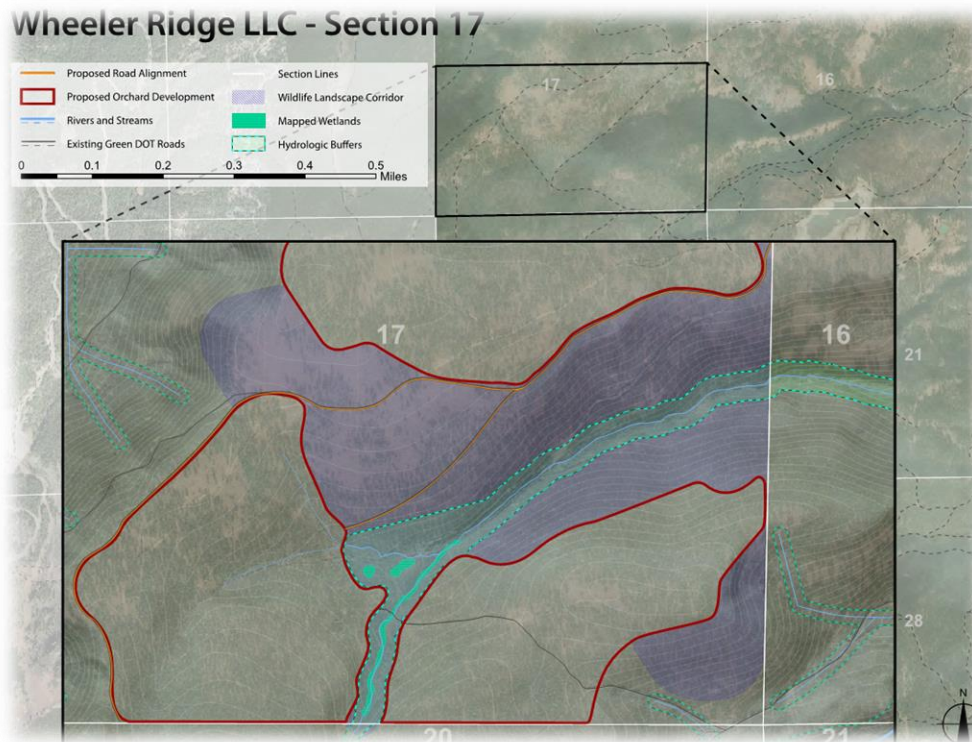 Wheeler Ridge LLC - Section 17
Proposed Road Alignment
Proposed Orchard Development
Rivers and Streams
Existing Green DOT Roads
Section Lines
Wildlife Landscape Corridor
Mapped Wetlands
Hydrologic Buffers
0 0.1 0.2 0.3 0.4 0.5
Miles
17
16
17
16
21
28
20
21
N